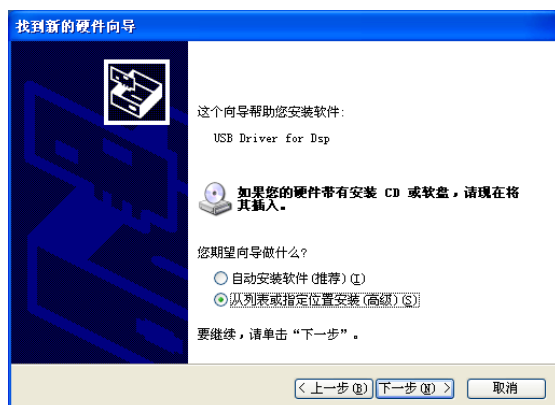 找到新的硬件向导
这个向导帮助您安装软件:
USB Driver for Dsp
如果您的硬件带有安装 CD 或软盘，请现在将
其插入。
您期望向导做什么?
自动安装软件(推荐)(I)
从列表或指定位置安装(高级)(S)
要继续，请单击“下一步”。
< 上一步(B) 下一步(N) > 取消